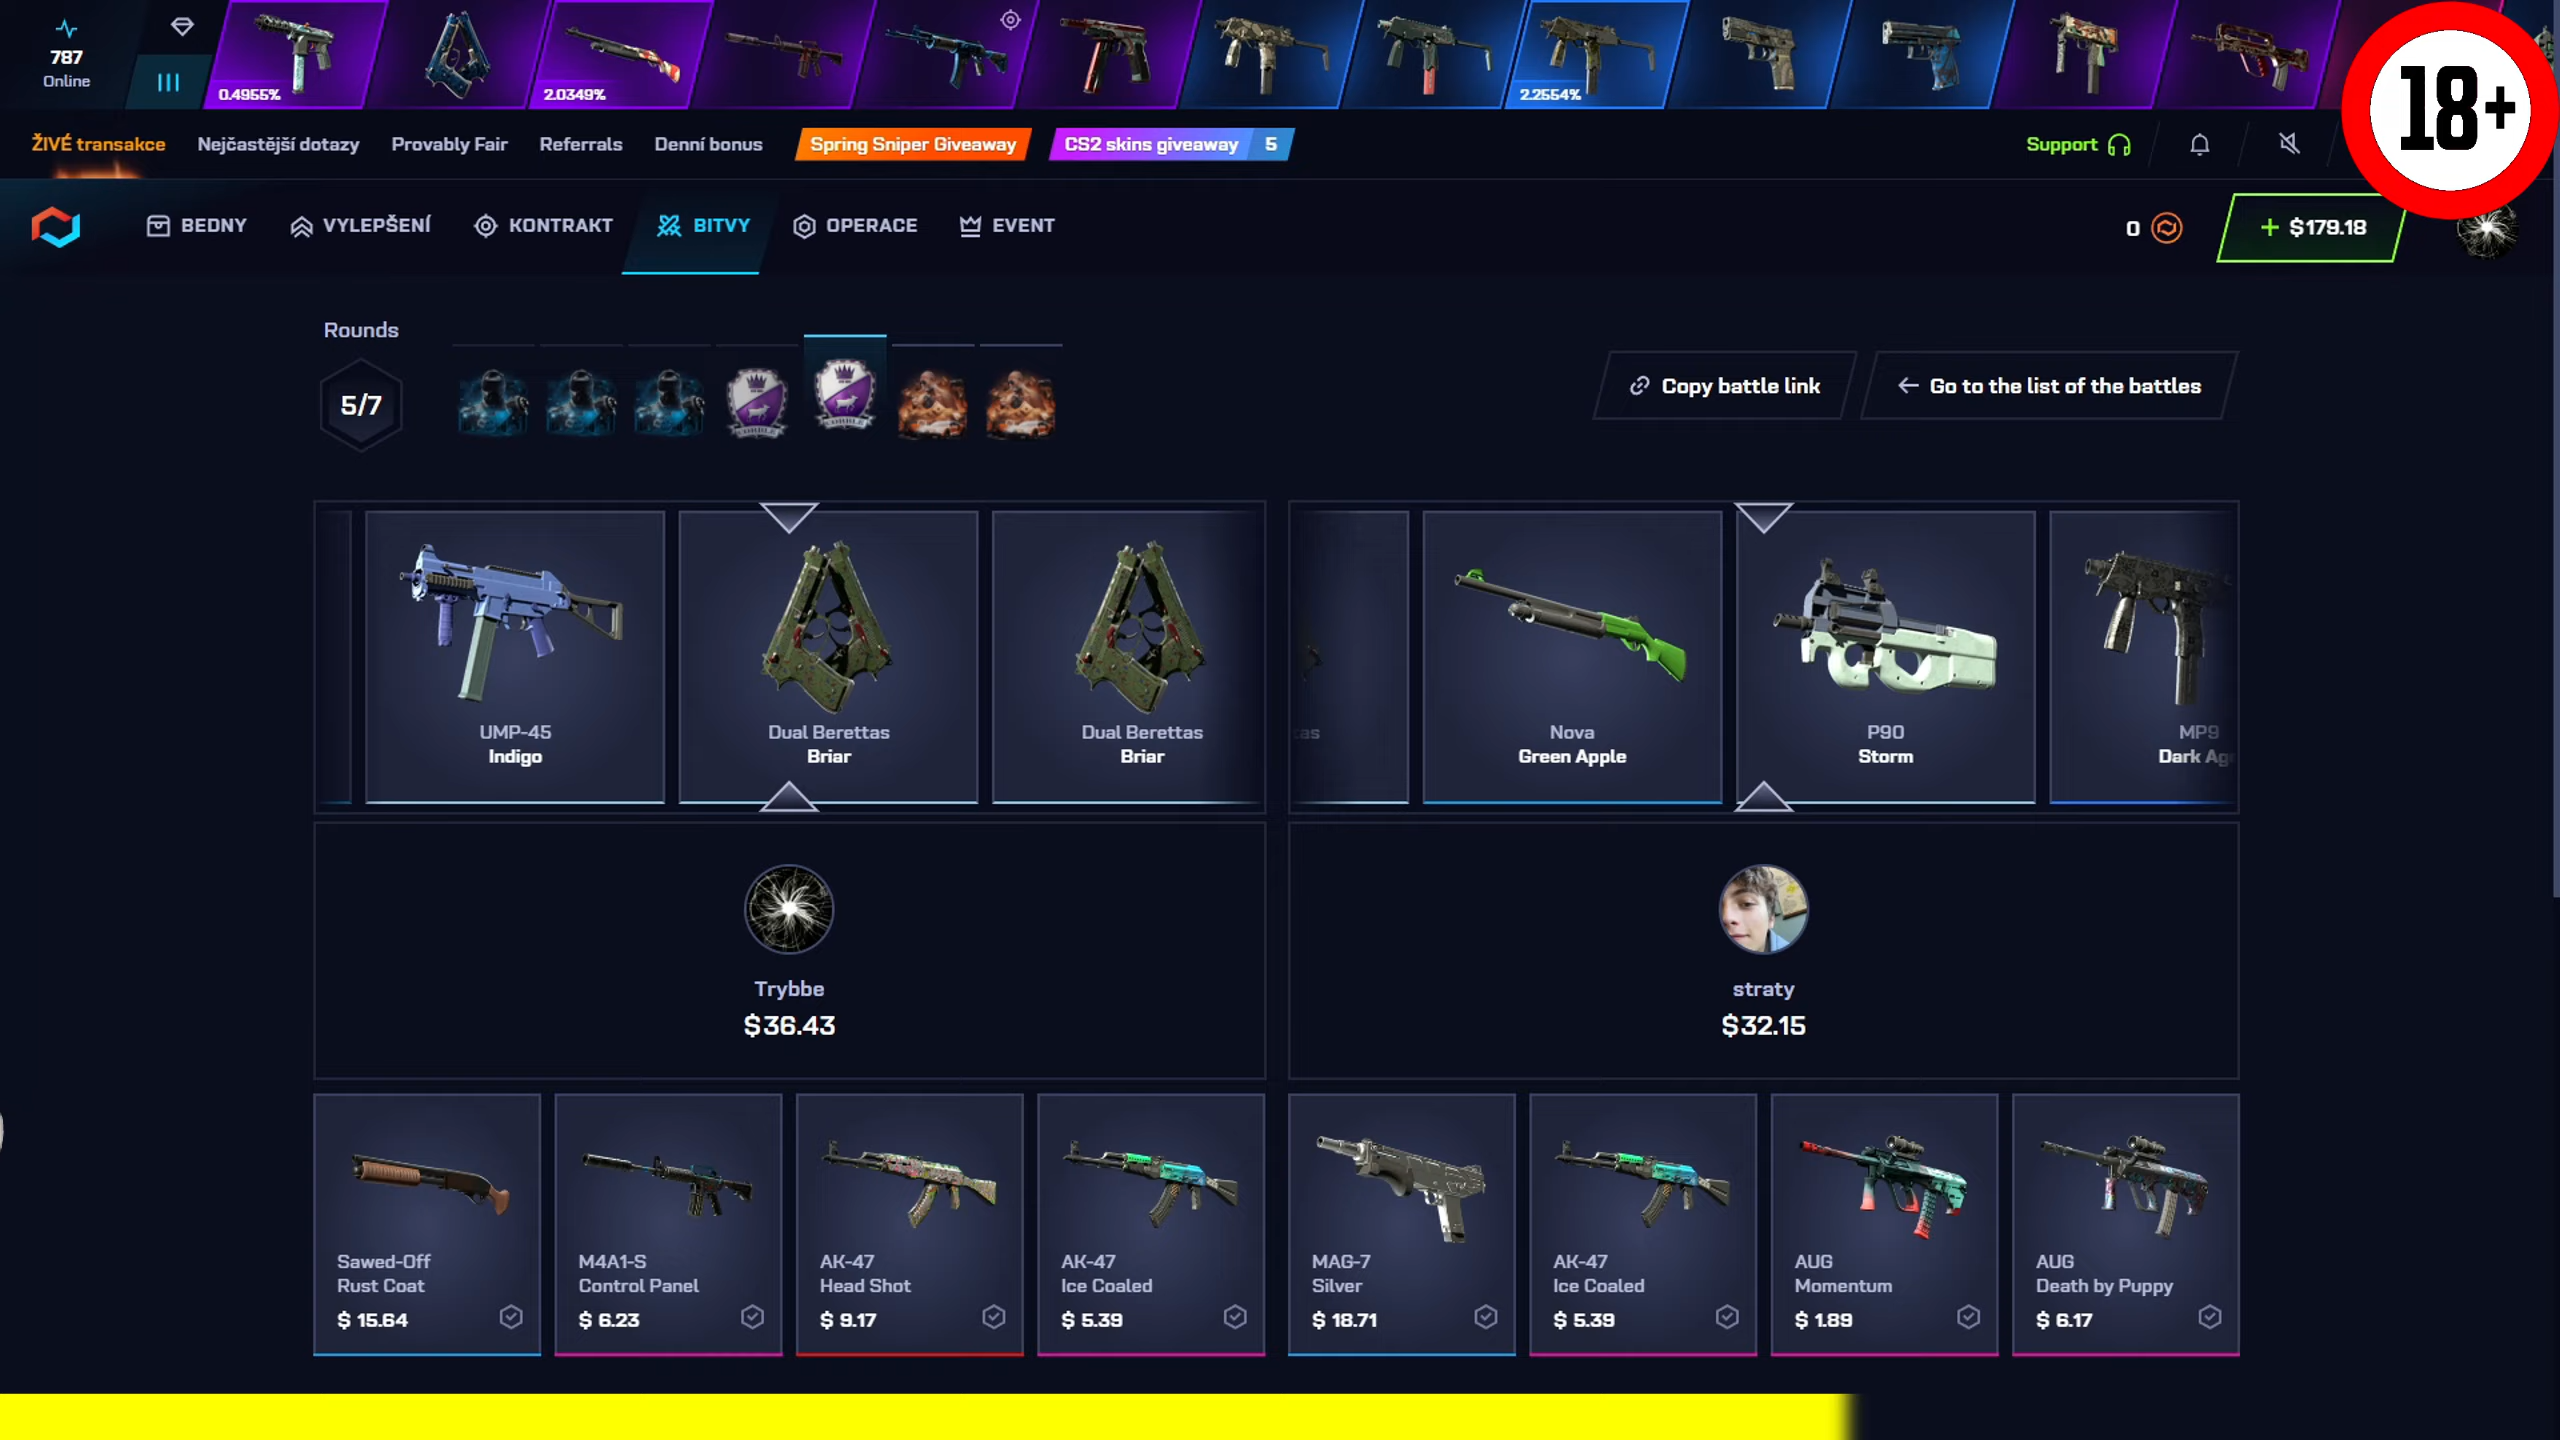 787
Online
0.4955%
2.0349%
2.2554%
18+
ŽIVÉ transakce
Nejčastější dotazy
Provably Fair
Referrals
Denní bonus
Spring Sniper Giveaway
CS2 skins giveaway 5
Support
BEDNY
VYLEPŠENÍ
KONTRAKT
BITVY
OPERACE
EVENT
0
+ $179.18
Rounds
5/7
COBBLE
COBBLE
Copy battle link
← Go to the list of the battles
UMP-45
Indigo
Dual Berettas
Briar
Dual Berettas
Briar
Nova
Green Apple
P90
Storm
MP9
Dark
Trybbe
$36.43
straty
$32.15
Sawed-Off
Rust Coat
$ 15.64
M4A1-S
Control Panel
$ 6.23
AK-47
Head Shot
$ 9.17
AK-47
Ice Coaled
$ 5.39
MAG-7
Silver
$ 18.71
AK-47
Ice Coaled
$ 5.39
AUG
Momentum
$ 1.89
AUG
Death by Puppy
$ 6.17